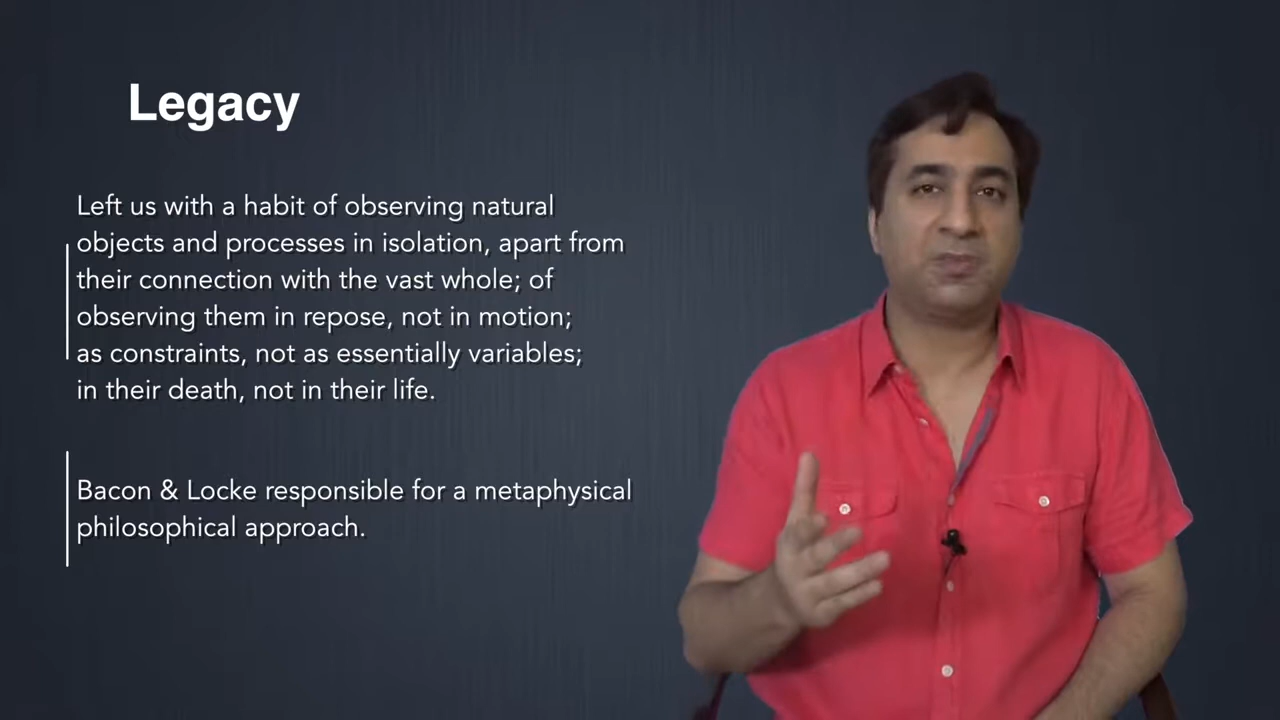 Legacy
Left us with a habit of observing natural
objects and processes in isolation, apart from
their connection with the vast whole; of
observing them in repose, not in motion;
as constraints, not as essentially variables;
in their death, not in their life.
Bacon & Locke responsible for a metaphysical
philosophical approach.